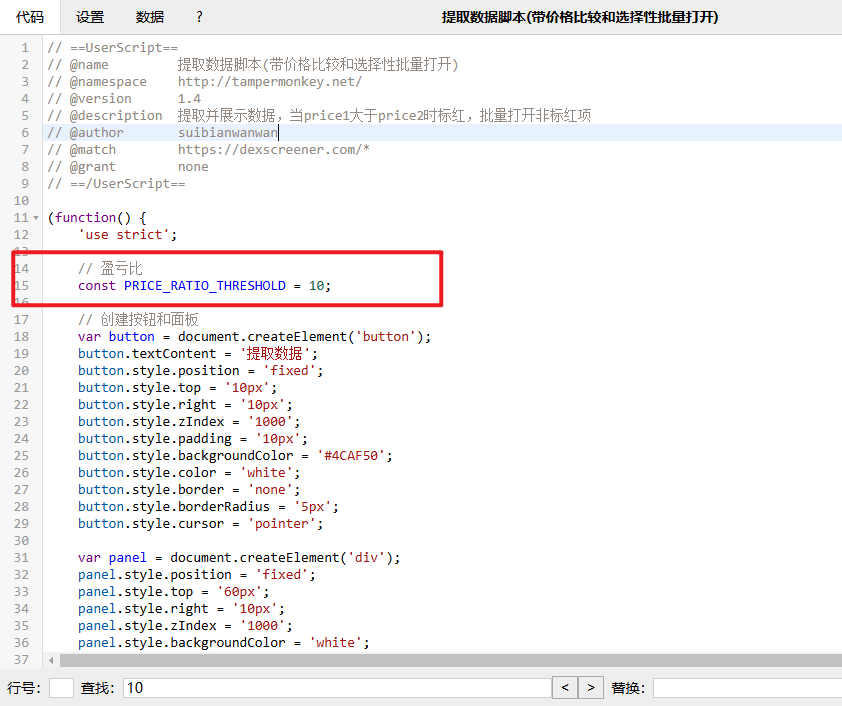 代码 设置 数据 ? 提取数据脚本(带价格比较和选择性批量打开)
1 // ==UserScript==
2 // @name 提取数据脚本(带价格比较和选择性批量打开)
3 // @namespace http://tampermonkey.net/
4 // @version 1.4
5 // @description 提取并展示数据，当price1大于price2时标红，批量打开非标红项
6 // @author suibianwanwan
7 // @match https://dexscreener.com/*
8 // @grant none
9 // ==/UserScript==
10
11 (function() {
12 'use strict';
13
14 // 盈亏比
15 const PRICE_RATIO_THRESHOLD = 10;
16
17 // 创建按钮和面板
18 var button = document.createElement('button');
19 button.textContent = '提取数据';
20 button.style.position = 'fixed';
21 button.style.top = '10px';
22 button.style.right = '10px';
23 button.style.zIndex = '1000';
24 button.style.padding = '10px';
25 button.style.backgroundColor = '#4CAF50';
26 button.style.color = 'white';
27 button.style.border = 'none';
28 button.style.borderRadius = '5px';
29 button.style.cursor = 'pointer';
30
31 var panel = document.createElement('div');
32 panel.style.position = 'fixed';
33 panel.style.top = '60px';
34 panel.style.right = '10px';
35 panel.style.zIndex = '1000';
36 panel.style.backgroundColor = 'white';
37
行号: 查找: 10 < > 替换: